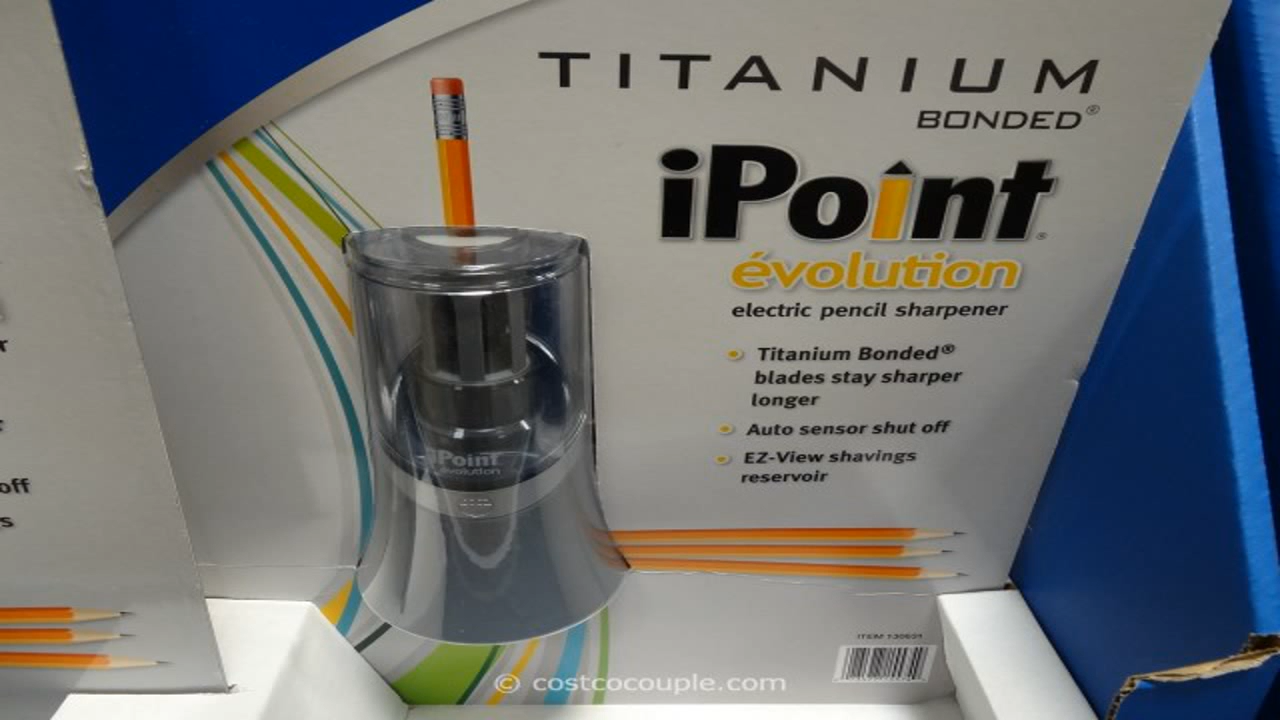 TITANIUM
BONDED®
iPoint
évolution
electric pencil sharpener
Titanium Bonded®
blades stay sharper
longer
Auto sensor shut off
EZ-View shavings
reservoir
iPoint
évolution
off
© costcocouple.com